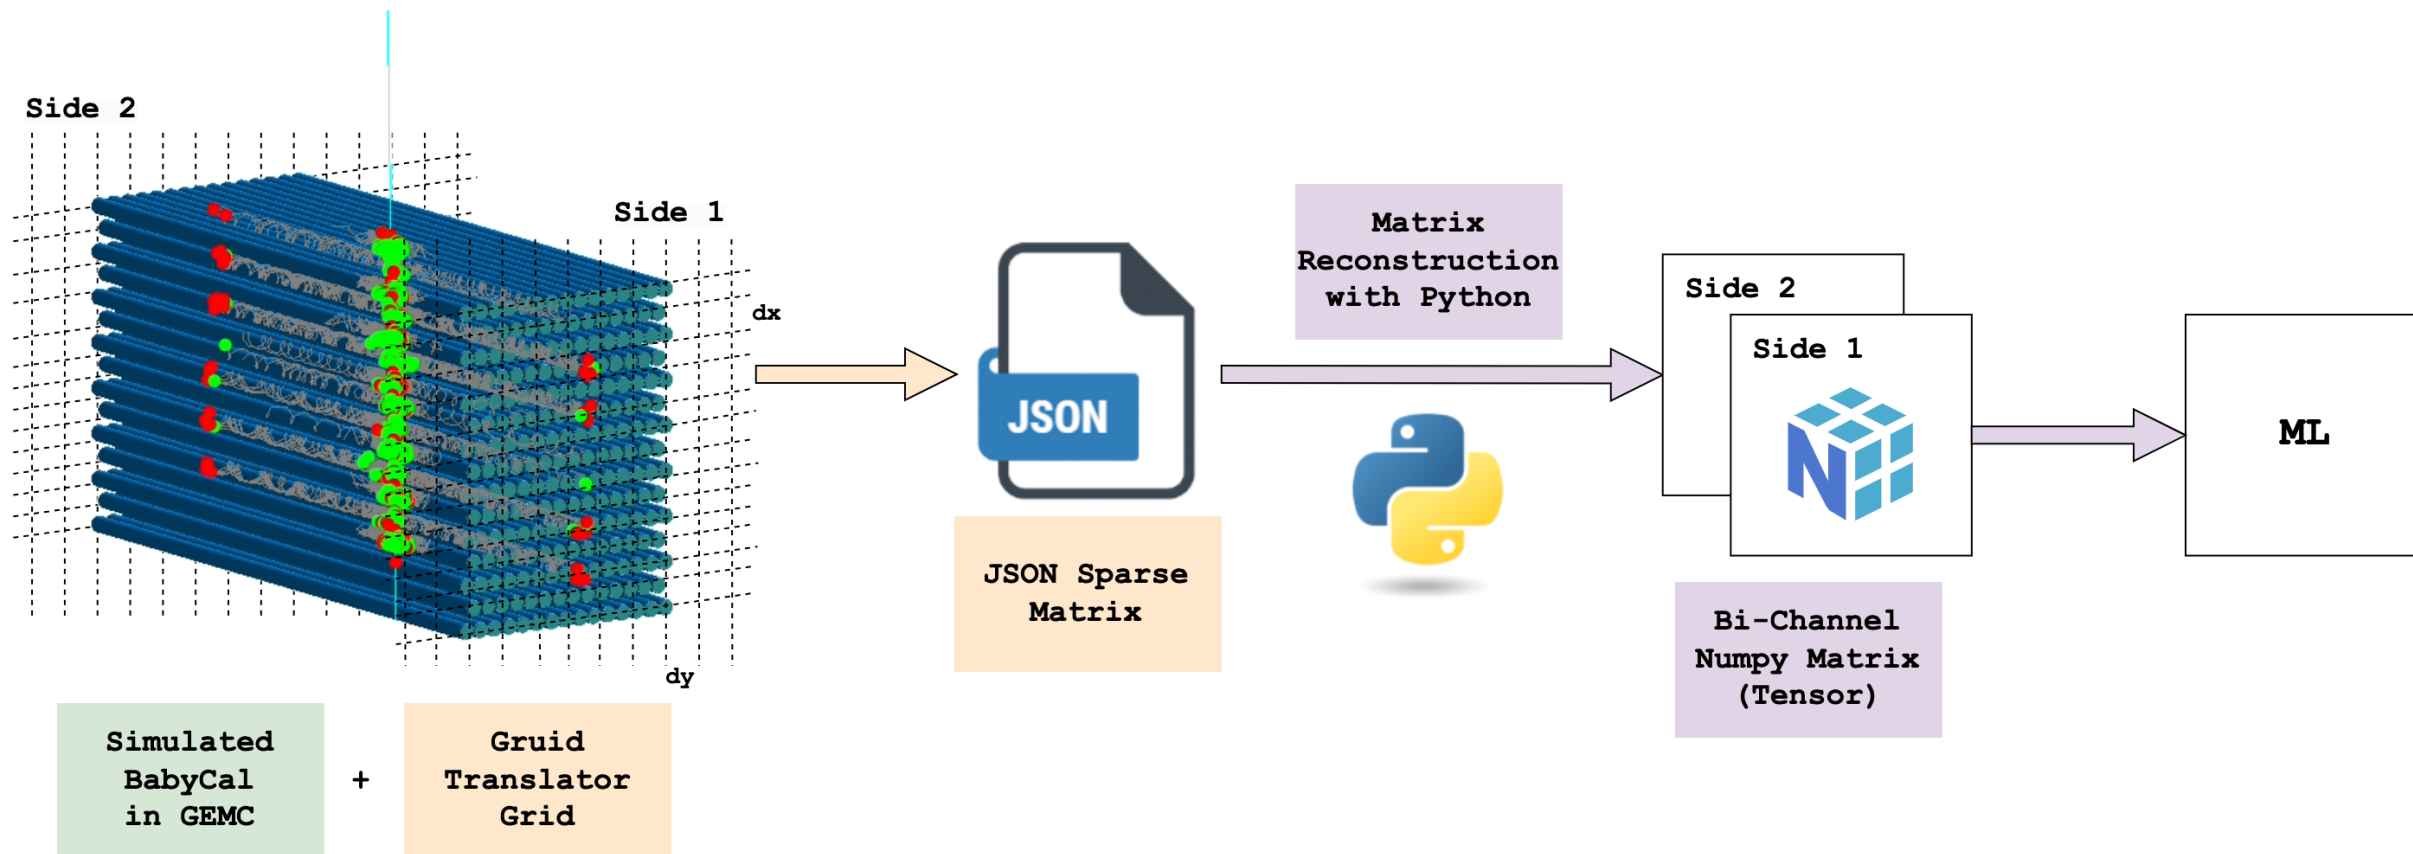 Side 2
Side 1
dx
dy
Simulated
BabyCal
in GEMC
+
Gruid
Translator
Grid
JSON
JSON Sparse
Matrix
Matrix
Reconstruction
with Python
Side 2
Side 1
Bi-Channel
Numpy Matrix
(Tensor)
ML